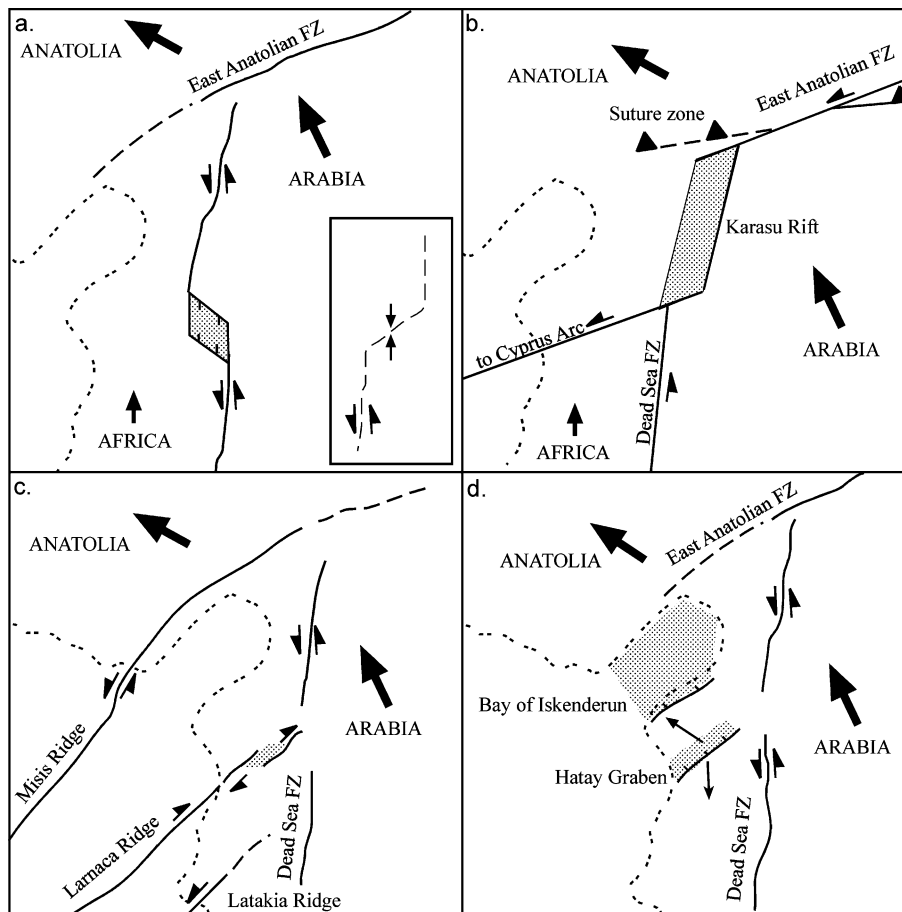 a.
ANATOLIA
East Anatolian FZ
ARABIA
AFRICA
b.
ANATOLIA
East Anatolian FZ
Suture zone
Karasu Rift
to Cyprus Arc
ARABIA
Dead Sea FZ
AFRICA
c.
ANATOLIA
ARABIA
Misis Ridge
Larnaca Ridge
Dead Sea FZ
Latakia Ridge
d.
East Anatolian FZ
ANATOLIA
Bay of Iskenderun
ARABIA
Hatay Graben
Dead Sea FZ